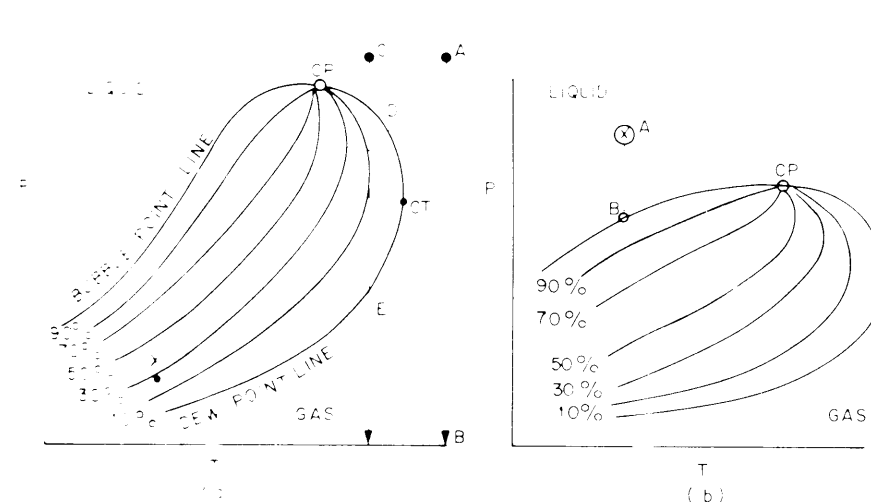 A
CP
BUBBLE POINT LINE
CT
E
DEW POINT LINE
GAS
B
P
LIQUID
A
CP
B
90%
70%
50%
30%
10%
GAS
T
(b)